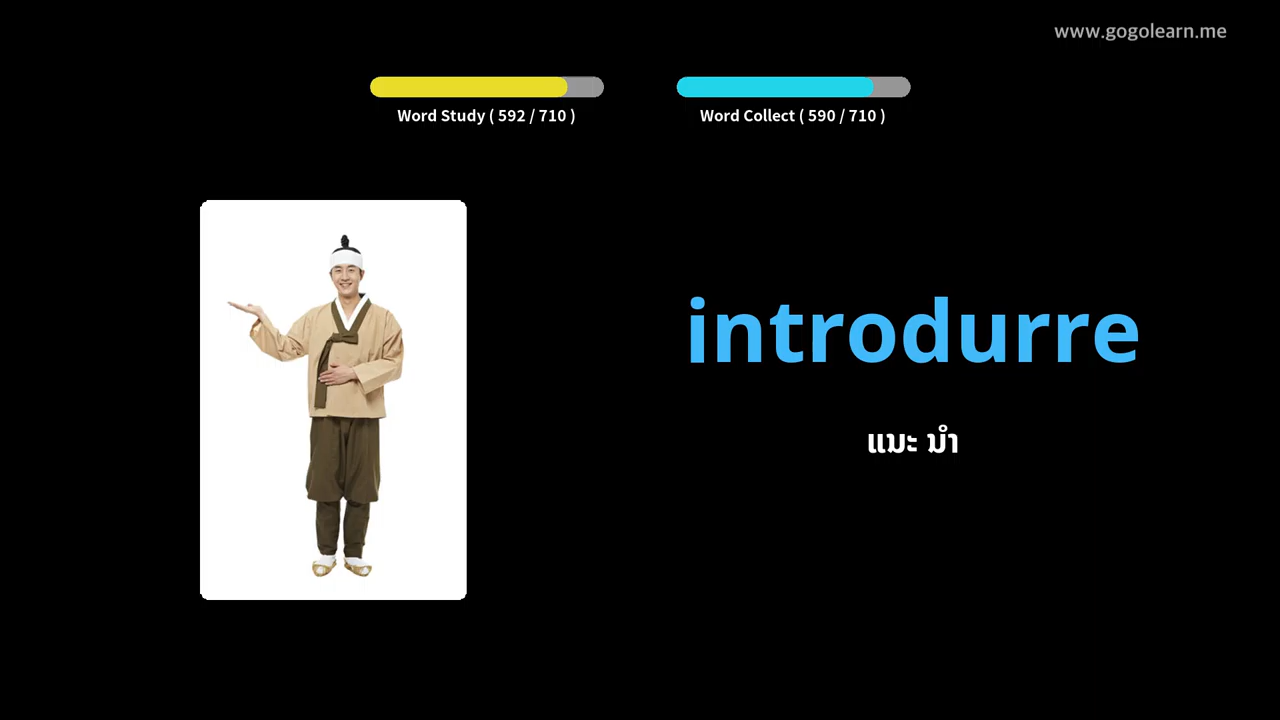 www.gogolearn.me
Word Study ( 592 / 710 )
Word Collect ( 590 / 710 )
introdurre
ແນະ ນໍາ